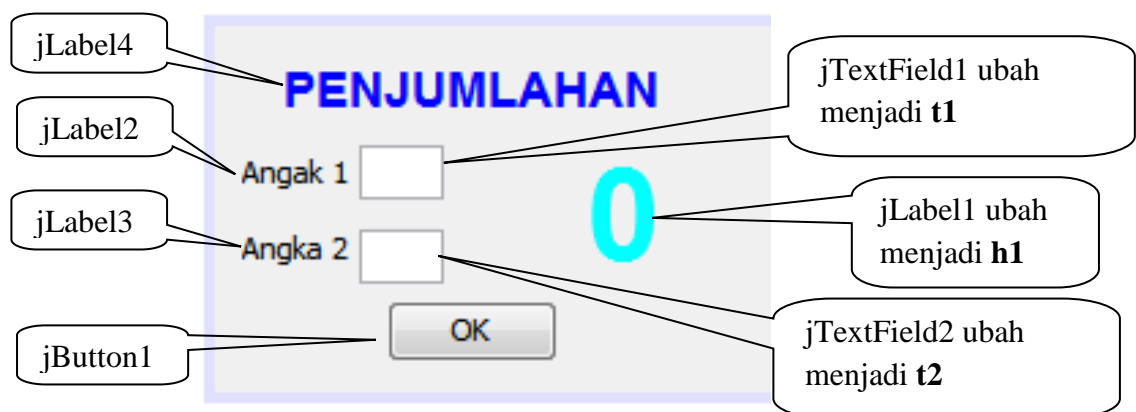 jLabel4
PENJUMLAHAN
jTextField1 ubah
menjadi t1
jLabel2
Angak 1
jLabel3
Angka 2
0
jLabel1 ubah
menjadi h1
jButton1
OK
jTextField2 ubah
menjadi t2